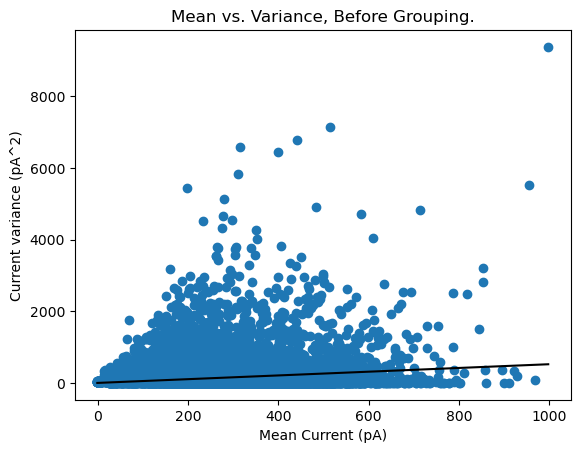 Mean vs. Variance, Before Grouping.
Current variance (pA^2)
8000
6000
4000
2000
0
0 200 400 600 800 1000
Mean Current (pA)